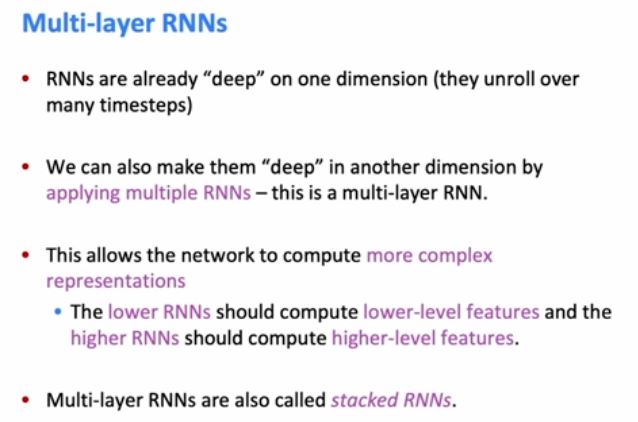 Multi-layer RNNs
• RNNs are already “deep” on one dimension (they unroll over
many timesteps)
• We can also make them “deep” in another dimension by
applying multiple RNNs – this is a multi-layer RNN.
• This allows the network to compute more complex
representations
• The lower RNNs should compute lower-level features and the
higher RNNs should compute higher-level features.
• Multi-layer RNNs are also called stacked RNNs.